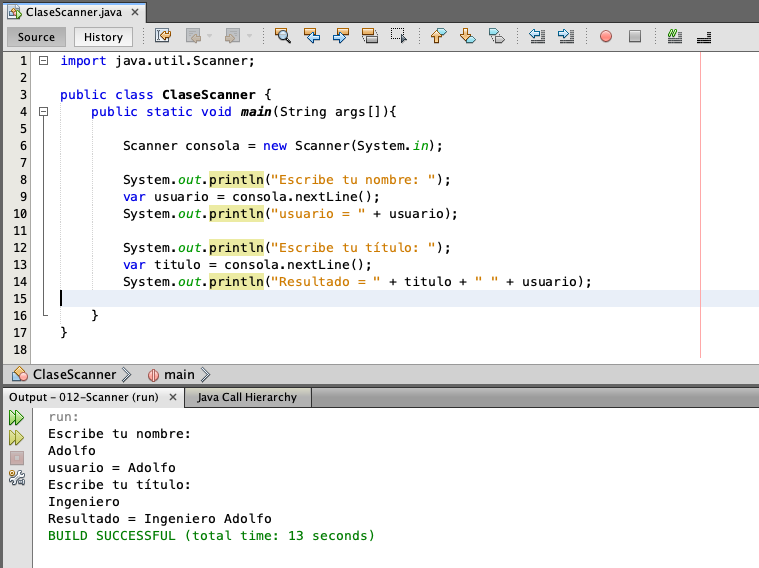 ClaseScanner.java
Source History
1 import java.util.Scanner;
2
3 public class ClaseScanner {
4 public static void main(String args[]){
5
6 Scanner consola = new Scanner(System.in);
7
8 System.out.println("Escribe tu nombre: ");
9 var usuario = consola.nextLine();
10 System.out.println("usuario = " + usuario);
11
12 System.out.println("Escribe tu título: ");
13 var titulo = consola.nextLine();
14 System.out.println("Resultado = " + titulo + " " + usuario);
15
16 }
17 }
18
ClaseScanner main
Output - 012-Scanner (run) Java Call Hierarchy
run:
Escribe tu nombre:
Adolfo
usuario = Adolfo
Escribe tu título:
Ingeniero
Resultado = Ingeniero Adolfo
BUILD SUCCESSFUL (total time: 13 seconds)